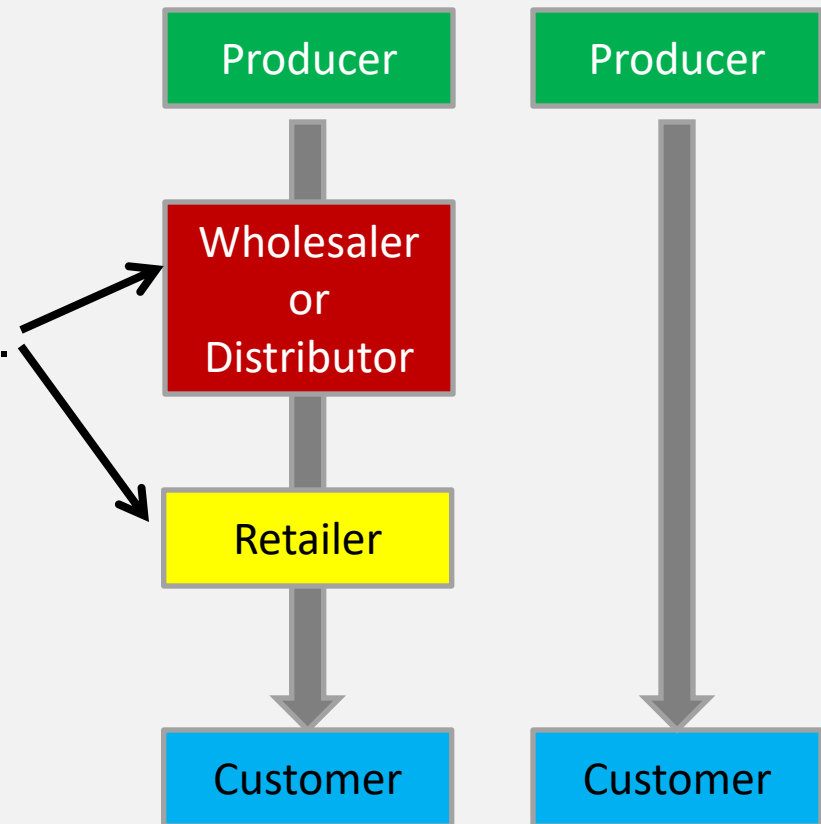 Producer
Producer
Wholesaler
or
Distributor
.
Retailer
Customer
Customer